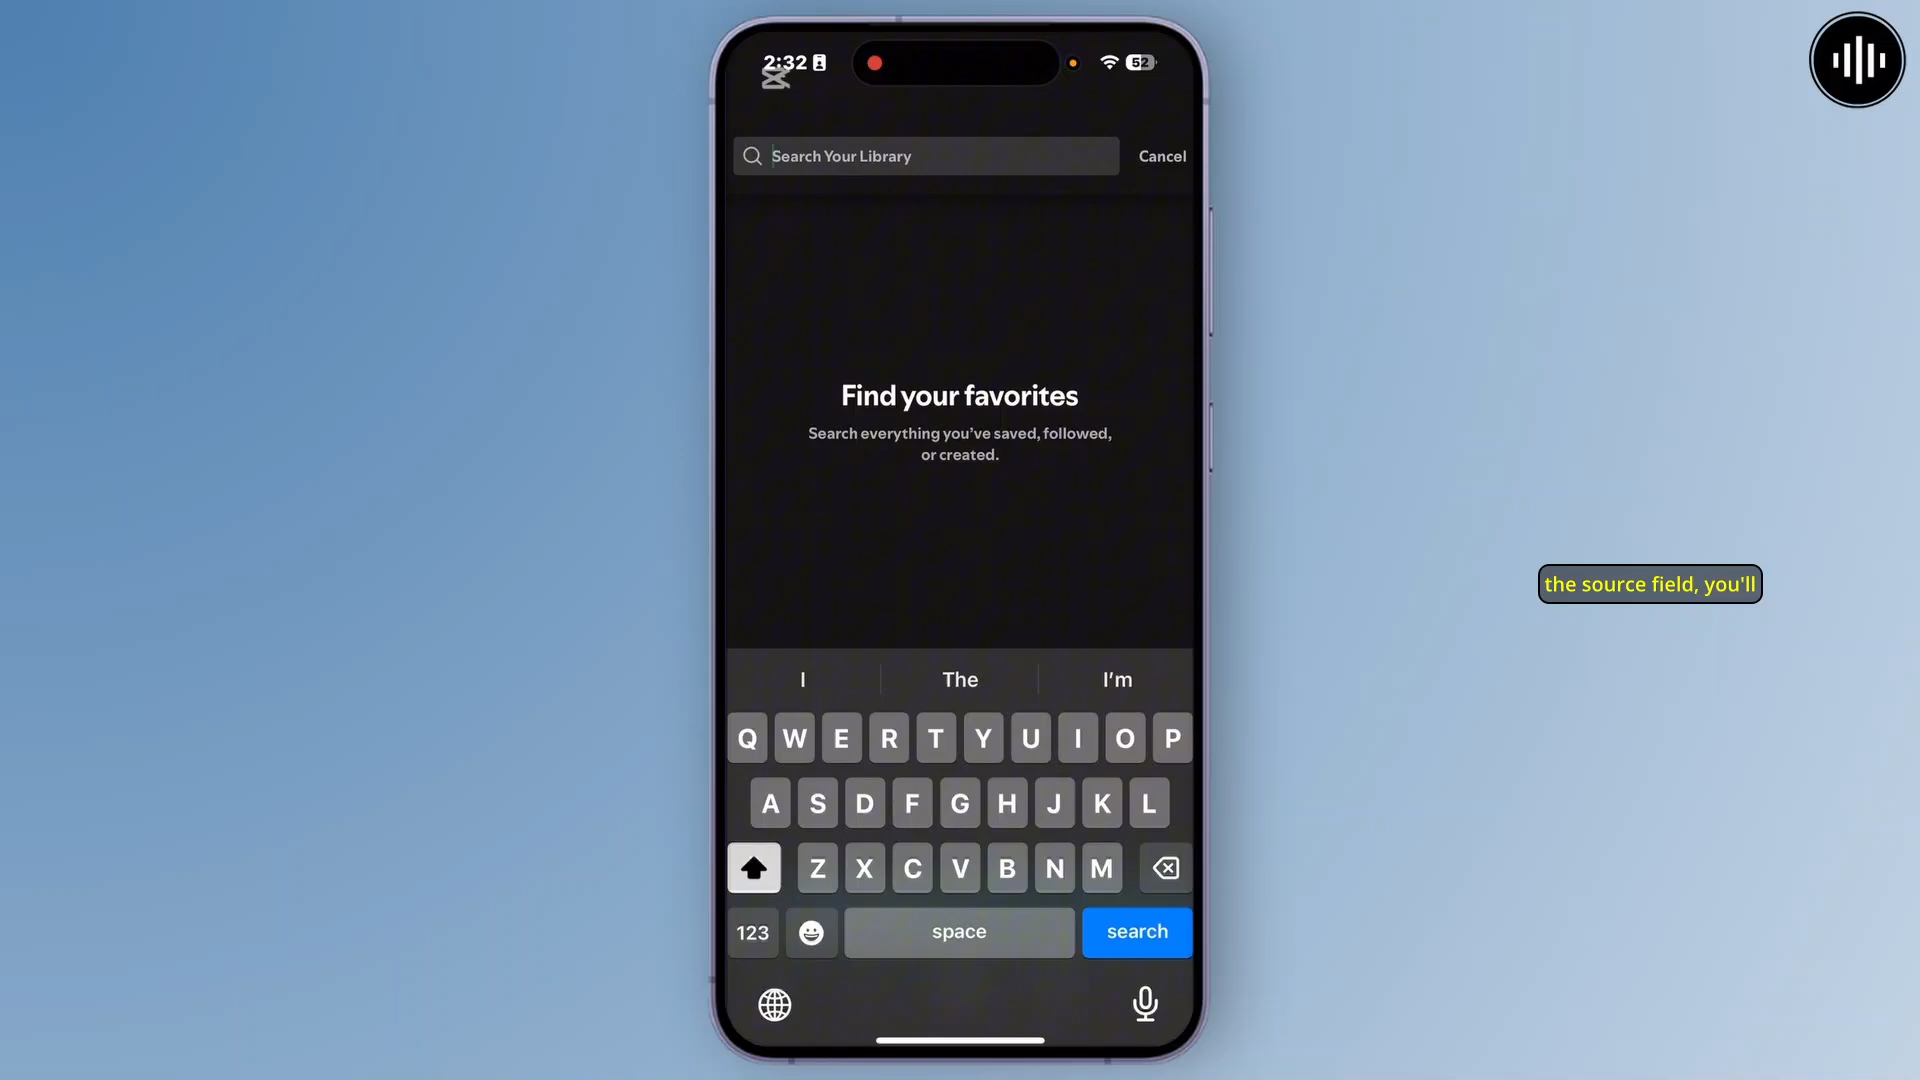 2:32
52
Search Your Library
Cancel
Find your favorites
Search everything you've saved, followed,
or created.
the source field, you'll
I
The
I'm
Q W E R T Y U I O P
A S D F G H J K L
Z X C V B N M
123
space
search